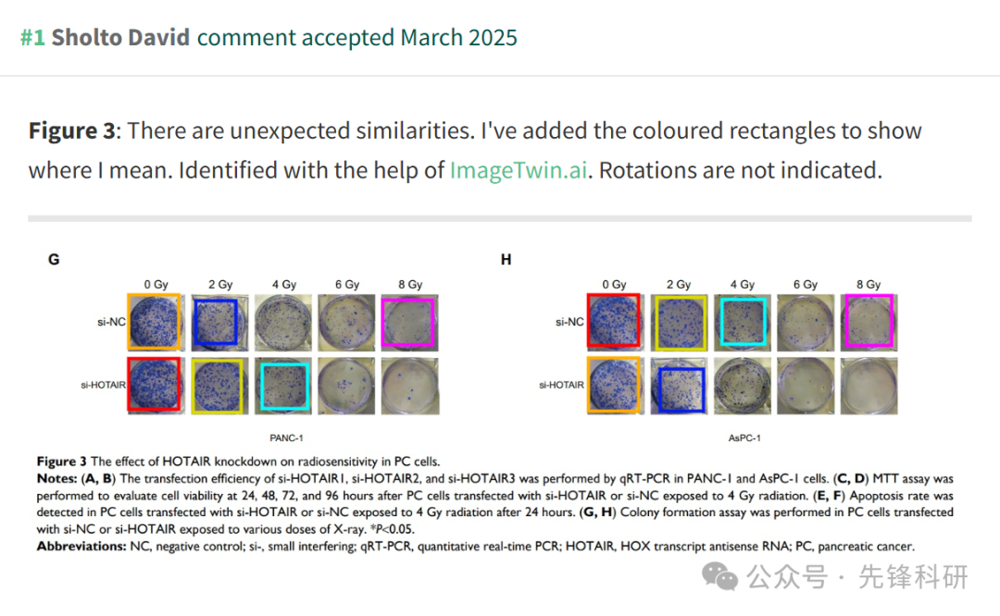 #1 Sholto David comment accepted March 2025
Figure 3: There are unexpected similarities. I've added the coloured rectangles to show
where I mean. Identified with the help of ImageTwin.ai. Rotations are not indicated.
G
0 Gy 2 Gy 4 Gy 6 Gy 8 Gy
si-NC
si-HOTAIR
PANC-1
H
0 Gy 2 Gy 4 Gy 6 Gy 8 Gy
si-NC
si-HOTAIR
AsPC-1
Figure 3 The effect of HOTAIR knockdown on radiosensitivity in PC cells.
Notes: (A, B) The transfection efficiency of si-HOTAIR1, si-HOTAIR2, and si-HOTAIR3 was performed by qRT-PCR in PANC-1 and AsPC-1 cells. (C, D) MTT assay was
performed to evaluate cell viability at 24, 48, 72, and 96 hours after PC cells transfected with si-HOTAIR or si-NC exposed to 4 Gy radiation. (E, F) Apoptosis rate was
detected in PC cells transfected with si-HOTAIR or si-NC exposed to 4 Gy radiation after 24 hours. (G, H) Colony formation assay was performed in PC cells transfected
with si-NC or si-HOTAIR exposed to various doses of X-ray. *P<0.05.
Abbreviations: NC, negative control; si-, small interfering; qRT-PCR, quantitative real-time PCR; HOTAIR, HOX transcript antisense RNA; PC, pancreatic cancer.
公众号 · 先锋科研